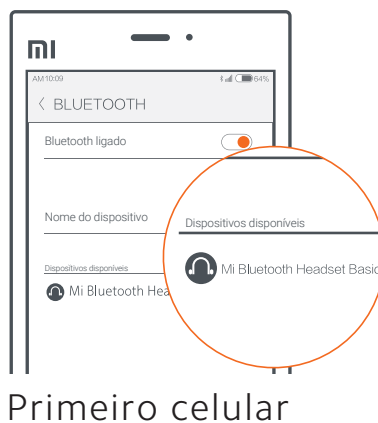 MI
AM10:09 64%
< BLUETOOTH
Bluetooth ligado
Nome do dispositivo
Dispositivos disponíveis
Mi Bluetooth Hea
Dispositivos disponíveis
Mi Bluetooth Headset Basic
Primeiro celular